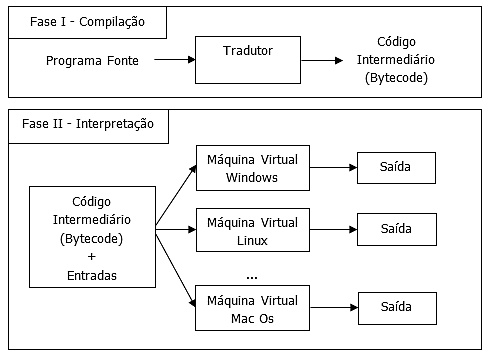 Fase I - Compilação
Programa Fonte
Tradutor
Código
Intermediário
(Bytecode)
Fase II - Interpretação
Código
Intermediário
(Bytecode)
+
Entradas
Máquina Virtual
Windows
Saída
Máquina Virtual
Linux
Saída
...
Máquina Virtual
Mac Os
Saída